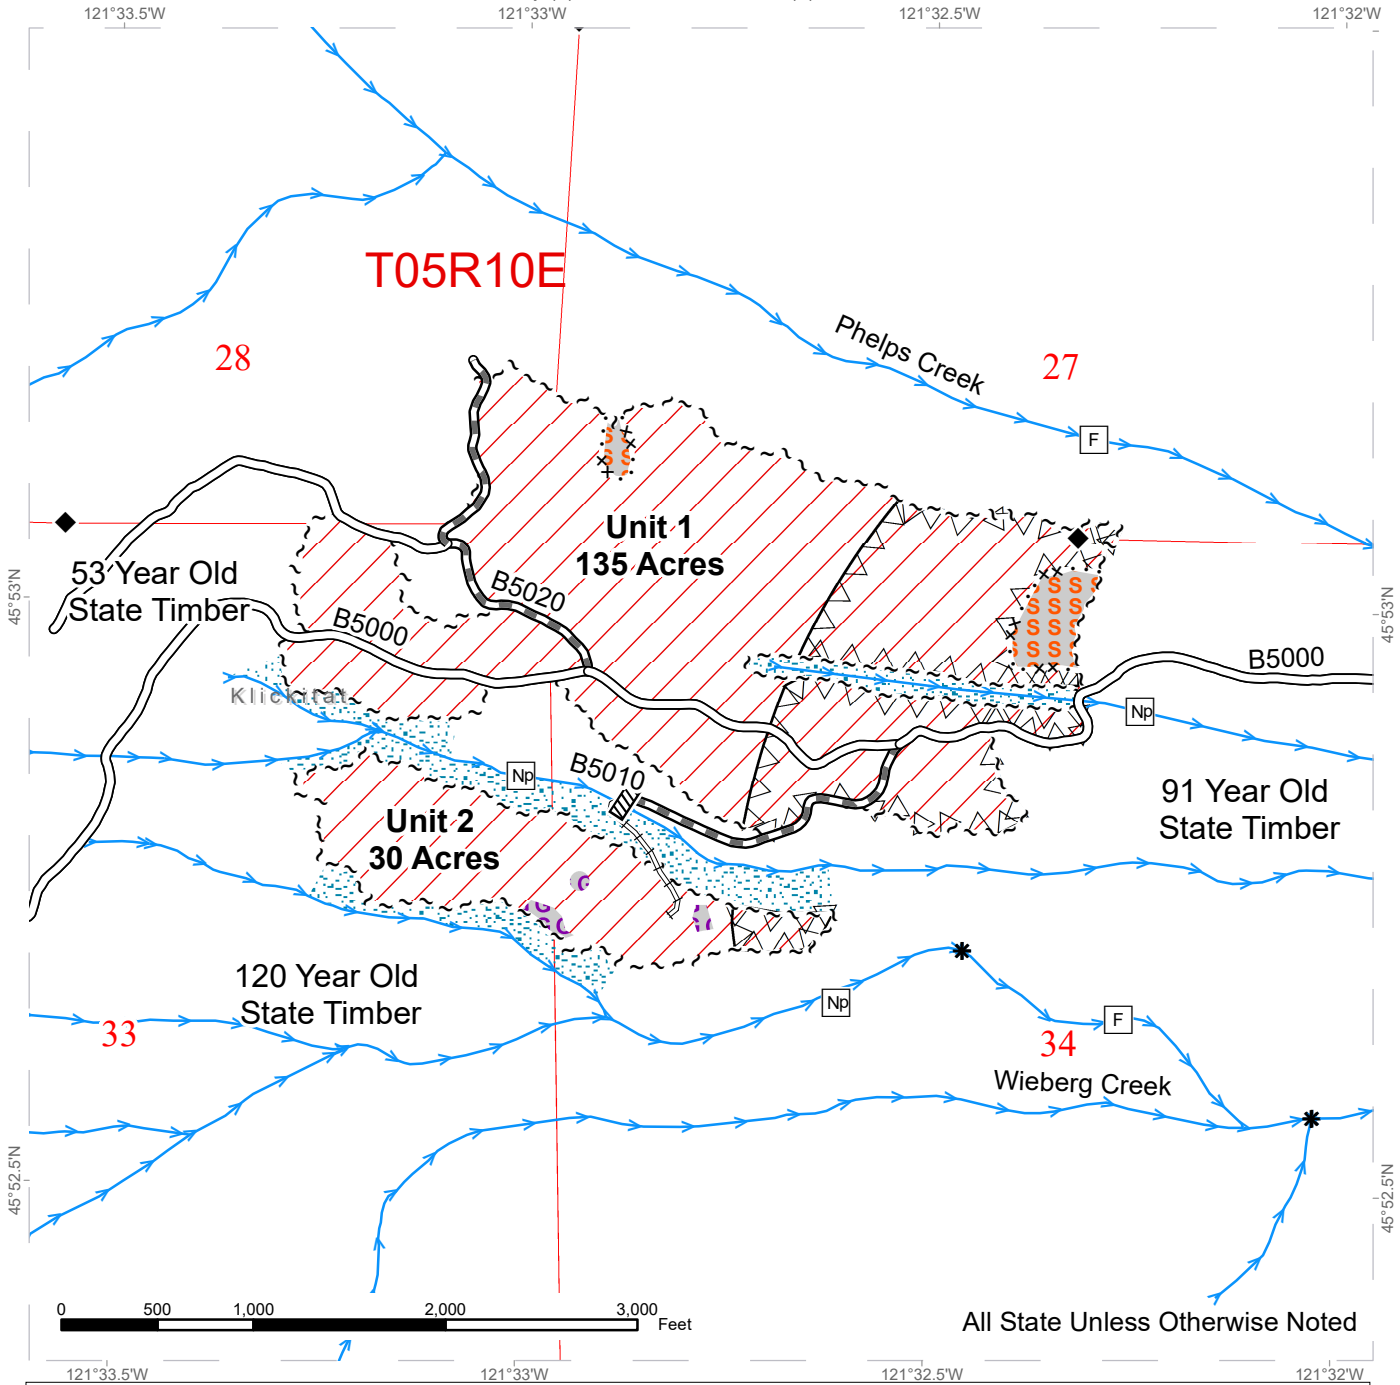 121°33.5'W
121°33'W
121°32.5'W
121°32'W
T05R10E
28
27
Phelps Creek
F
Unit 1
135 Acres
53 Year Old
State Timber
45°53'N
45°53'N
B5020
B5000
B5000
S
S
S
S
S S S
S S
S S
S S
Klickitat
Np
Np
B5010
Unit 2
30 Acres
91 Year Old
State Timber
120 Year Old
State Timber
Np
F
33
34
Wieberg Creek
45°52.5'N
45°52.5'N
0
500
1,000
2,000
3,000
Feet
All State Unless Otherwise Noted
121°33.5'W
121°33'W
121°32.5'W
121°32'W